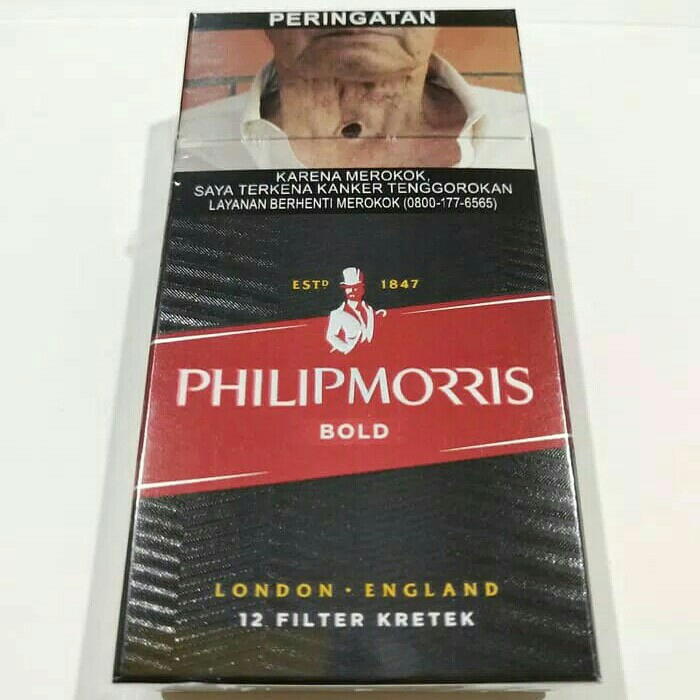 PERINGATAN
KARENA MEROKOK,
SAYA TERKENA KANKER TENGGOROKAN
LAYANAN BERHENTI MEROKOK (0800-177-6565)
ESTD 1847
PHILIPMORRIS
BOLD
LONDON · ENGLAND
12 FILTER KRETEK